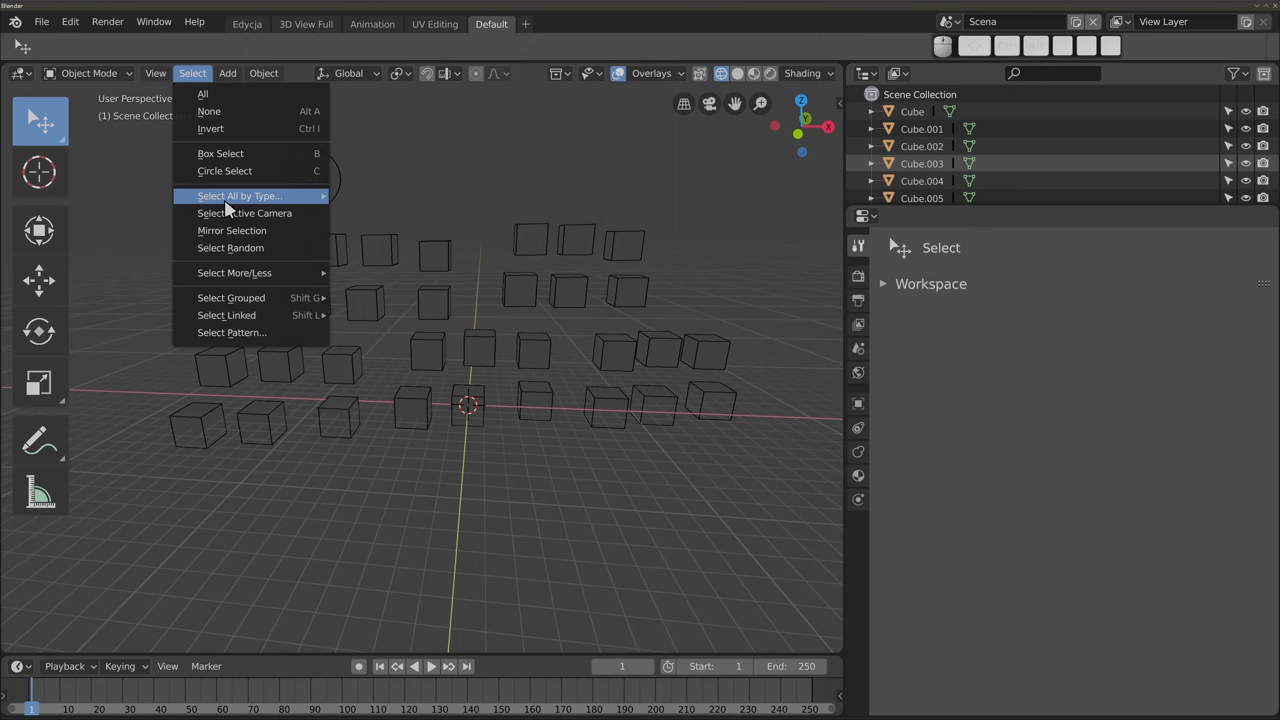 Blender
File Edit Render Window Help Edycja 3D View Full Animation UV Editing Default + Scena View Layer
Ctrl Alt
Object Mode View Select Add Object Global Overlays Shading
User Perspective
(1) Scene Collec
All
None Alt A
Invert Ctrl I
Box Select B
Circle Select C
Select All by Type...
Select Active Camera
Mirror Selection
Select Random
Select More/Less
Select Grouped Shift G
Select Linked Shift L
Select Pattern...
Z
Y
X
Scene Collection
Cube
Cube.001
Cube.002
Cube.003
Cube.004
Cube.005
Select
Workspace
Playback Keying View Marker 1 Start: 1 End: 250
1 10 20 30 40 50 60 70 80 90 100 110 120 130 140 150 160 170 180 190 200 210 220 230 240 250